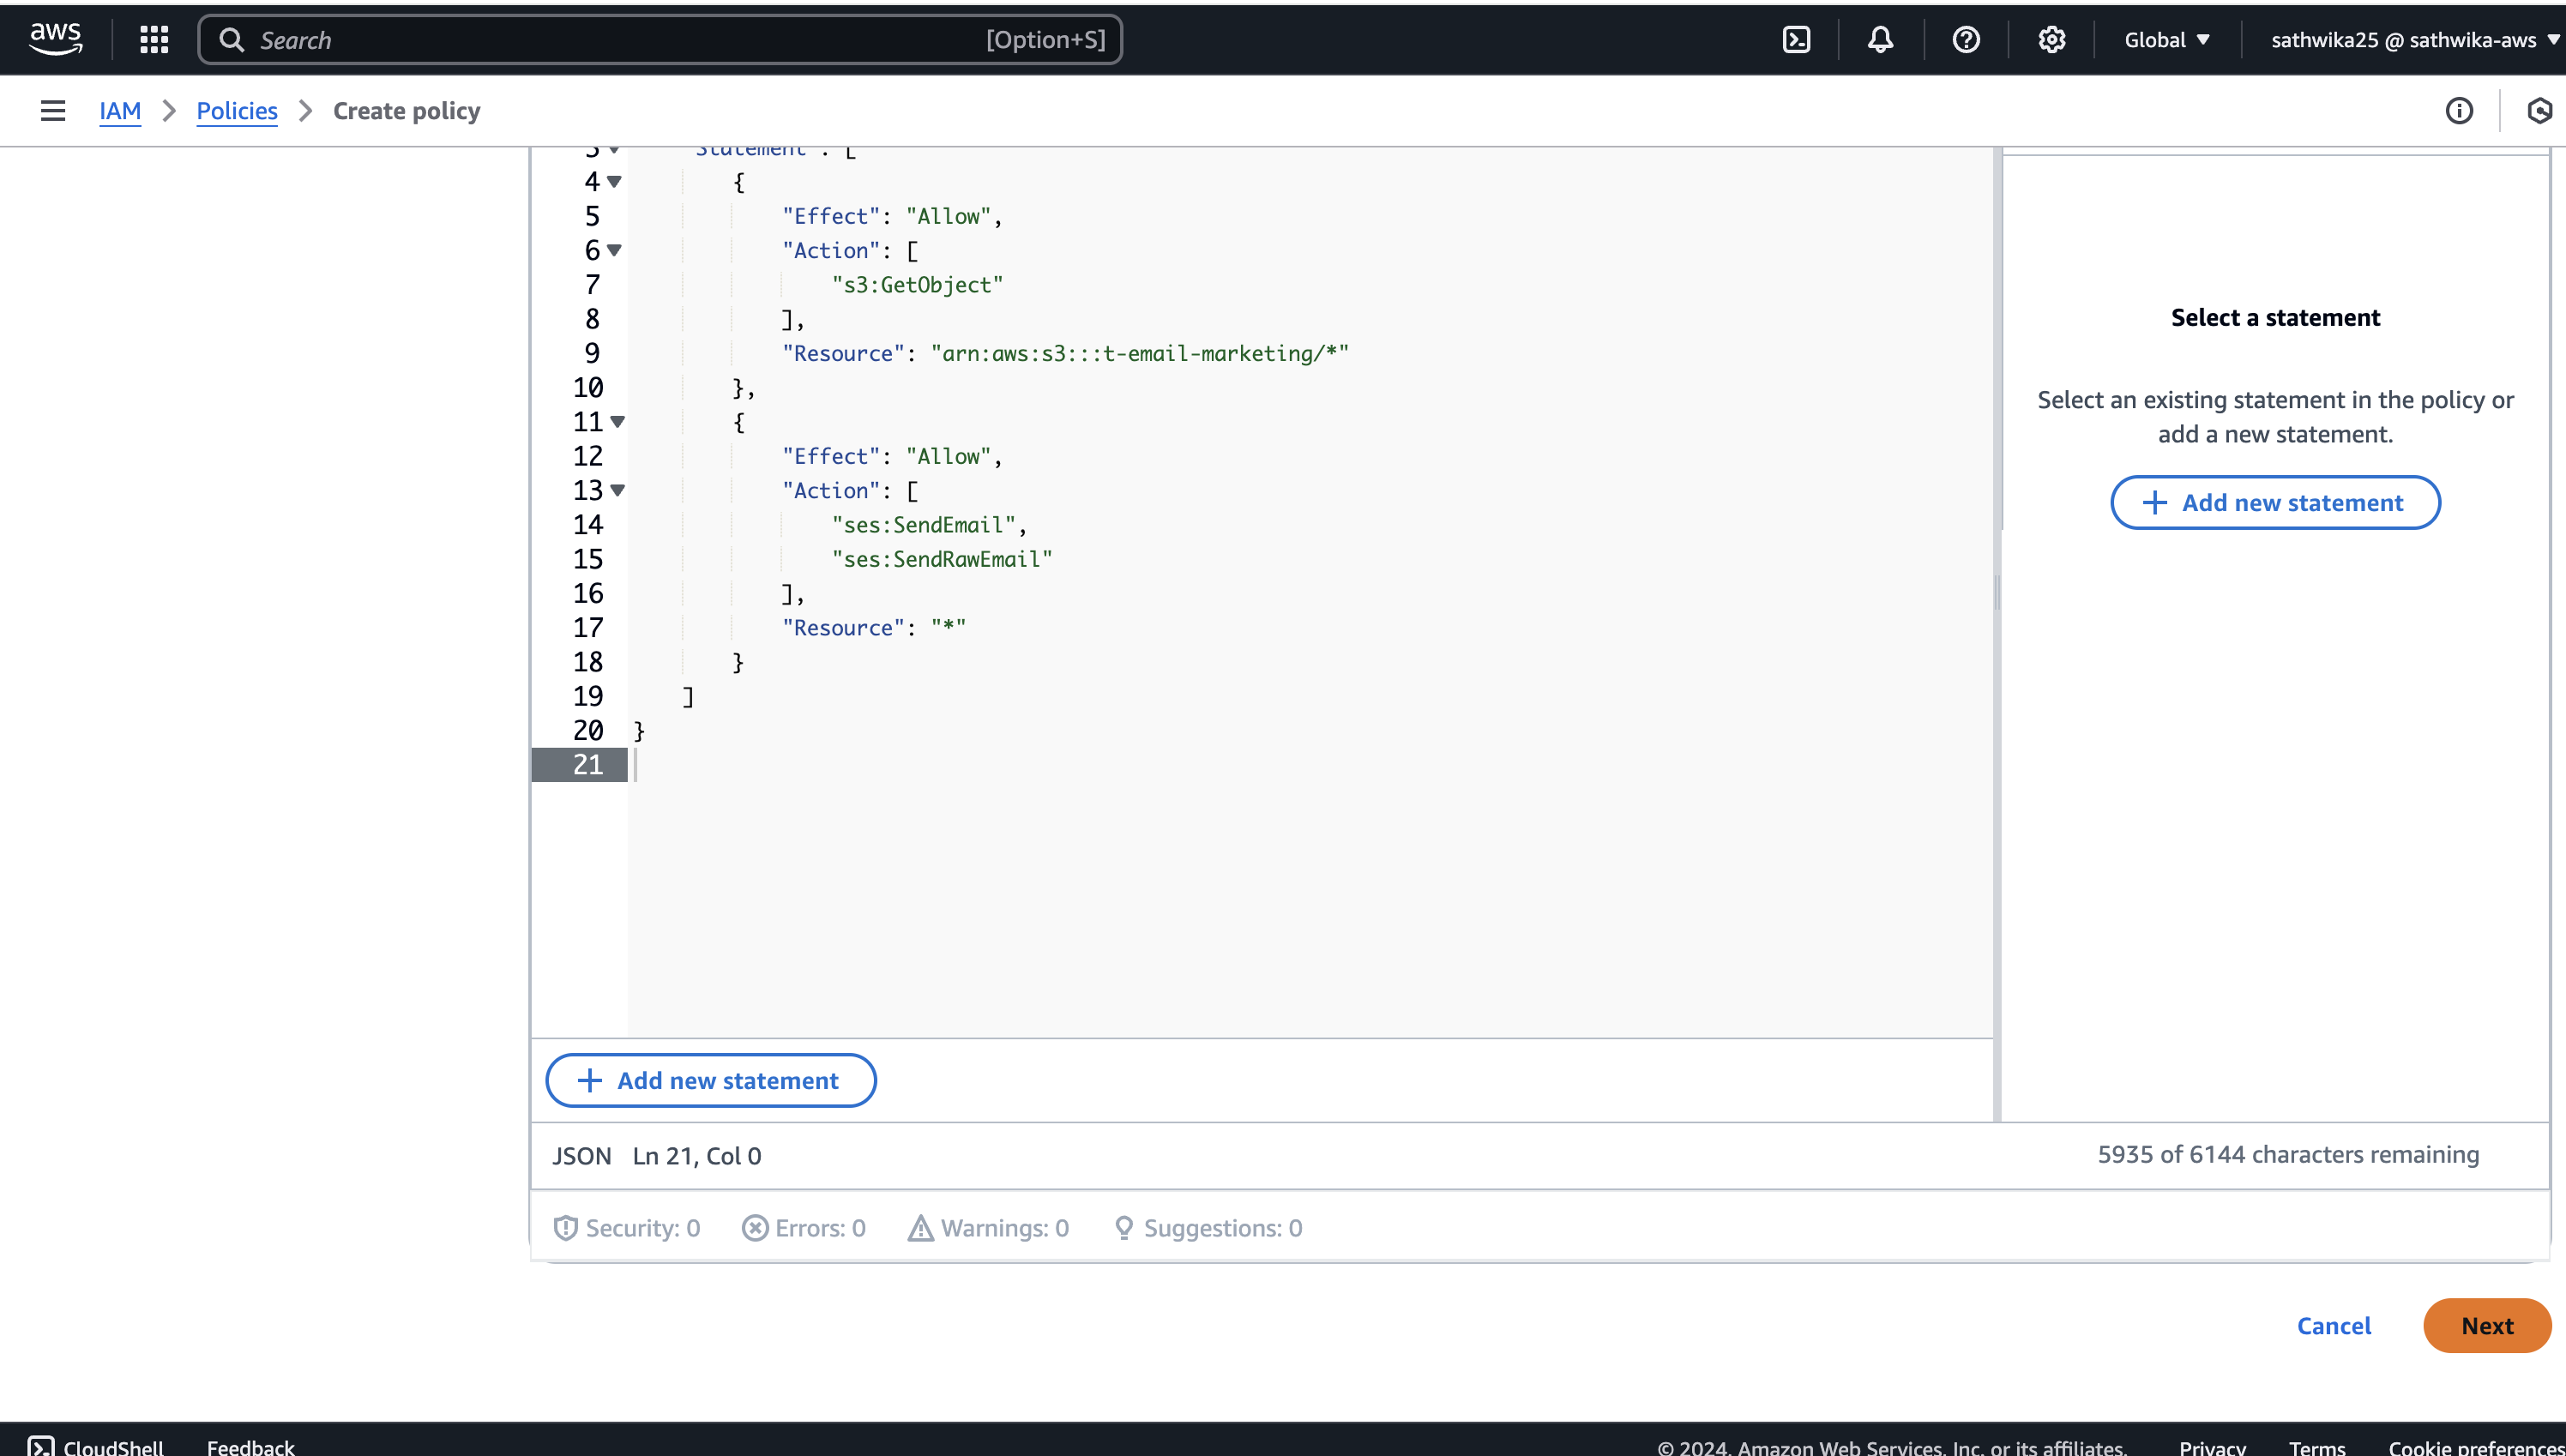 aws
Search [Option+S]
Global
sathwika25 @ sathwika-aws
IAM > Policies > Create policy
3 "Statement": [
4 {
5 "Effect": "Allow",
6 "Action": [
7 "s3:GetObject"
8 ],
9 "Resource": "arn:aws:s3:::t-email-marketing/*"
10 },
11 {
12 "Effect": "Allow",
13 "Action": [
14 "ses:SendEmail",
15 "ses:SendRawEmail"
16 ],
17 "Resource": "*"
18 }
19 ]
20 }
21
Select a statement
Select an existing statement in the policy or
add a new statement.
+ Add new statement
+ Add new statement
JSON Ln 21, Col 0
5935 of 6144 characters remaining
Security: 0
Errors: 0
Warnings: 0
Suggestions: 0
Cancel
Next
CloudShell
Feedback
© 2024, Amazon Web Services, Inc. or its affiliates.
Privacy
Terms
Cookie preferences